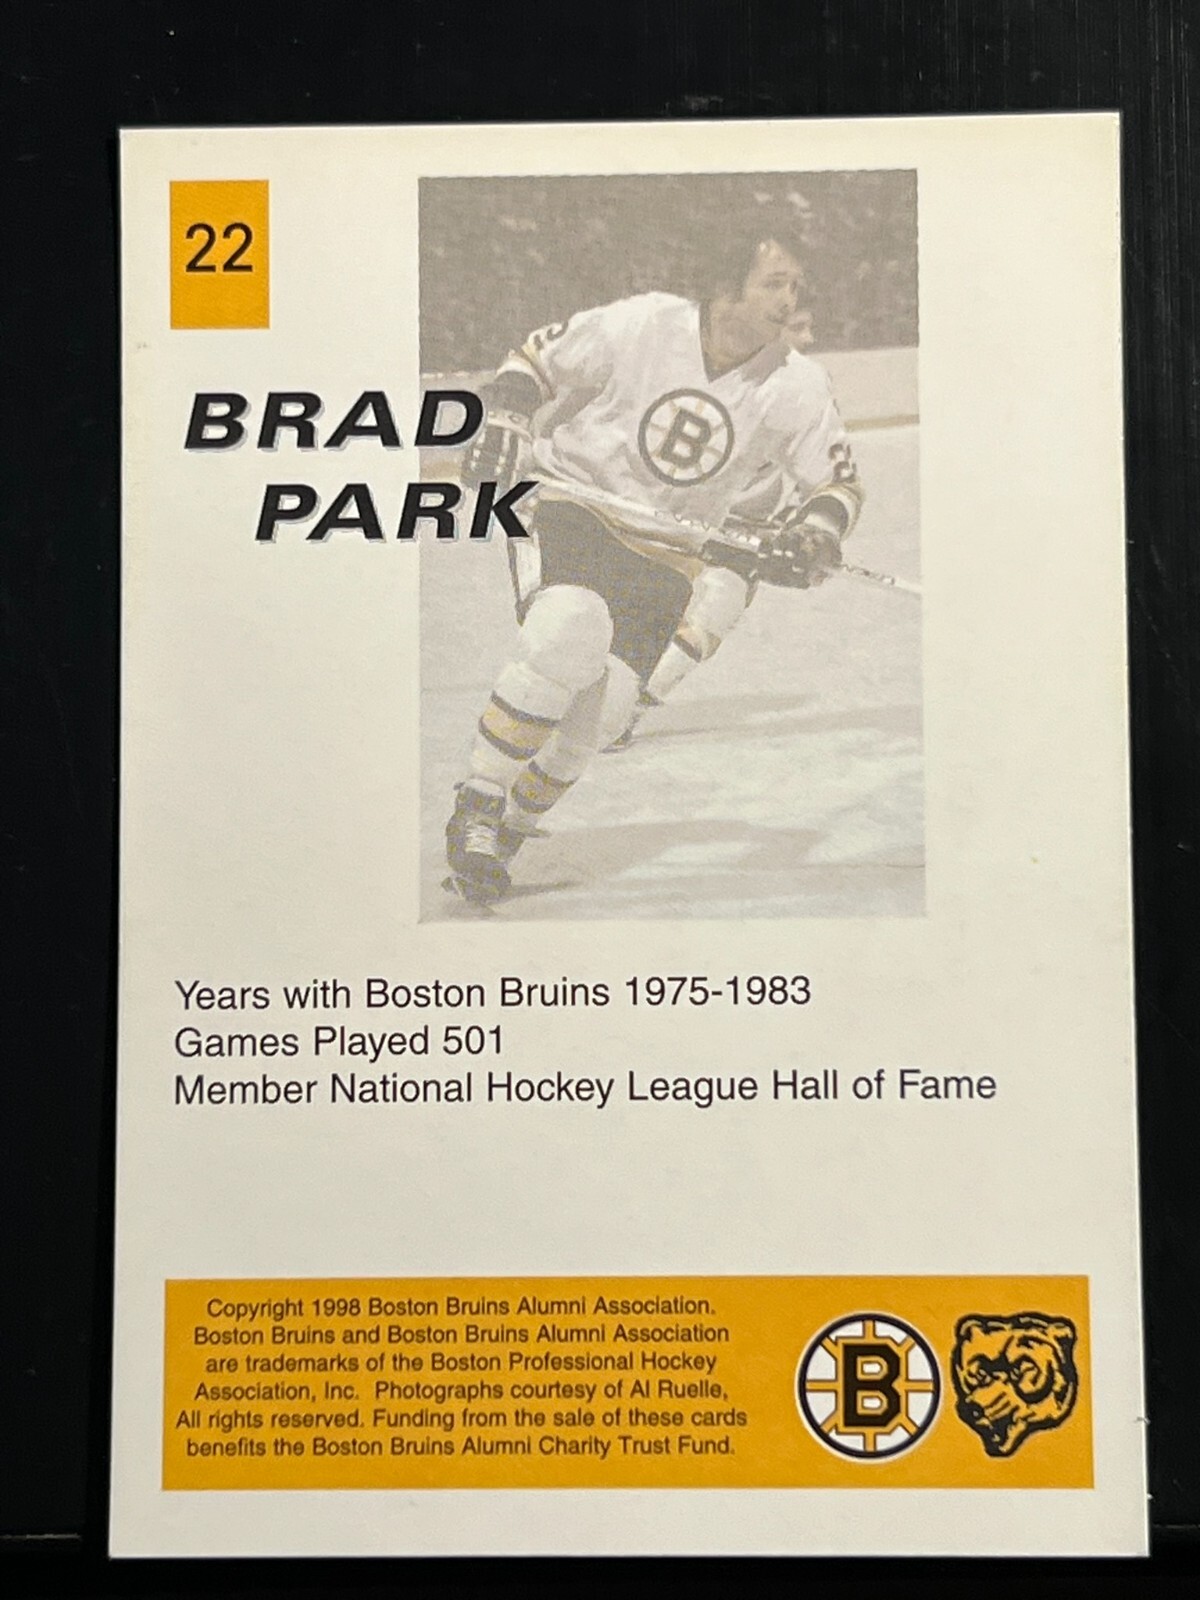 22
BRAD
PARK
B
Years with Boston Bruins 1975-1983
Games Played 501
Member National Hockey League Hall of Fame
Copyright 1998 Boston Bruins Alumni Association.
Boston Bruins and Boston Bruins Alumni Association
are trademarks of the Boston Professional Hockey
Association, Inc. Photographs courtesy of Al Ruelle,
All rights reserved. Funding from the sale of these cards
benefits the Boston Bruins Alumni Charity Trust Fund.
B